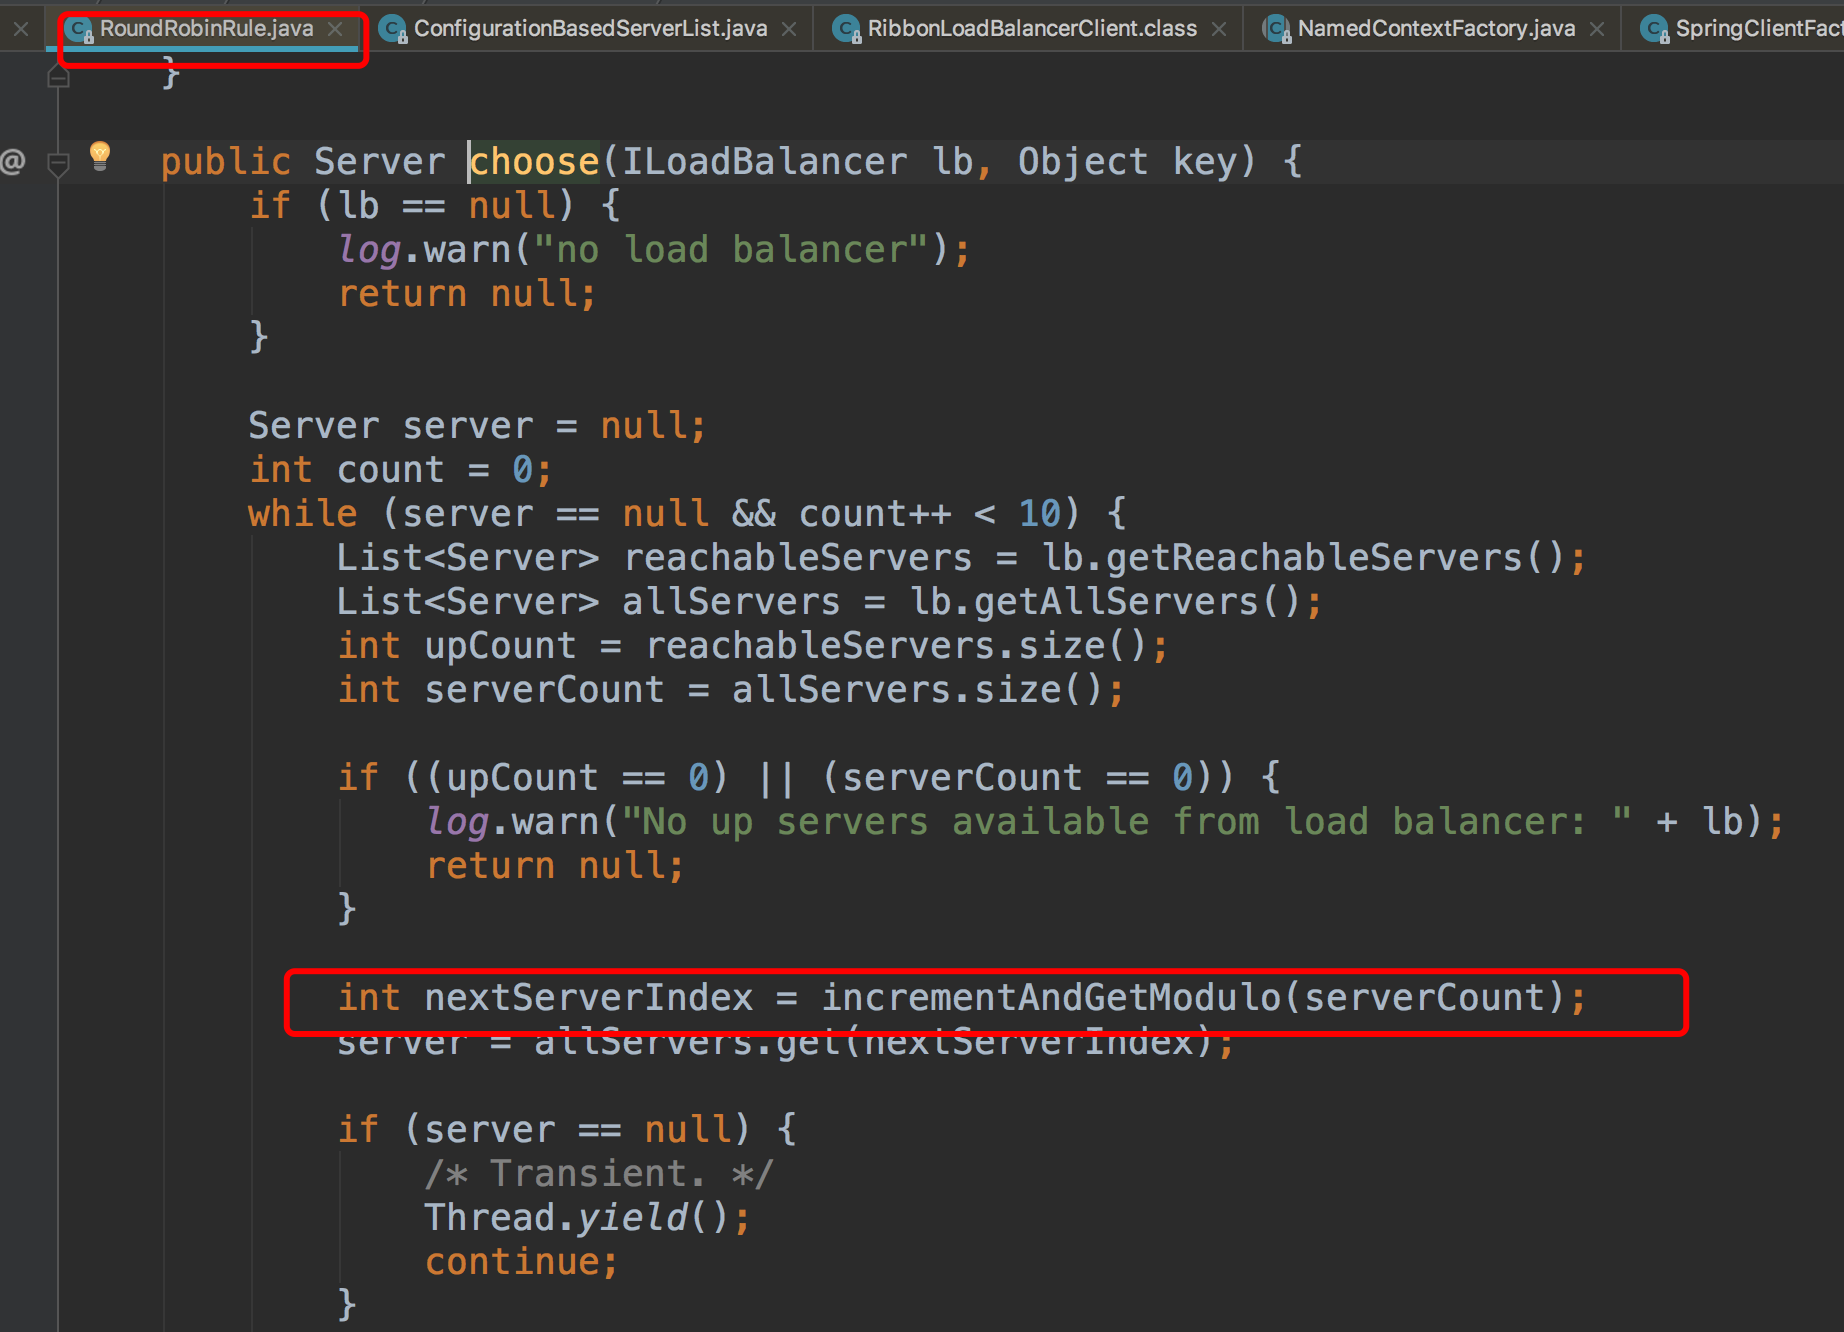 RoundRobinRule.java ConfigurationBasedServerList.java RibbonLoadBalancerClient.class NamedContextFactory.java SpringClientFact
}
public Server choose(ILoadBalancer lb, Object key) {
if (lb == null) {
log.warn("no load balancer");
return null;
}
Server server = null;
int count = 0;
while (server == null && count++ < 10) {
List<Server> reachableServers = lb.getReachableServers();
List<Server> allServers = lb.getAllServers();
int upCount = reachableServers.size();
int serverCount = allServers.size();
if ((upCount == 0) || (serverCount == 0)) {
log.warn("No up servers available from load balancer: " + lb);
return null;
}
int nextServerIndex = incrementAndGetModulo(serverCount);
server = allServers.get(nextServerIndex);
if (server == null) {
/* Transient. */
Thread.yield();
continue;
}